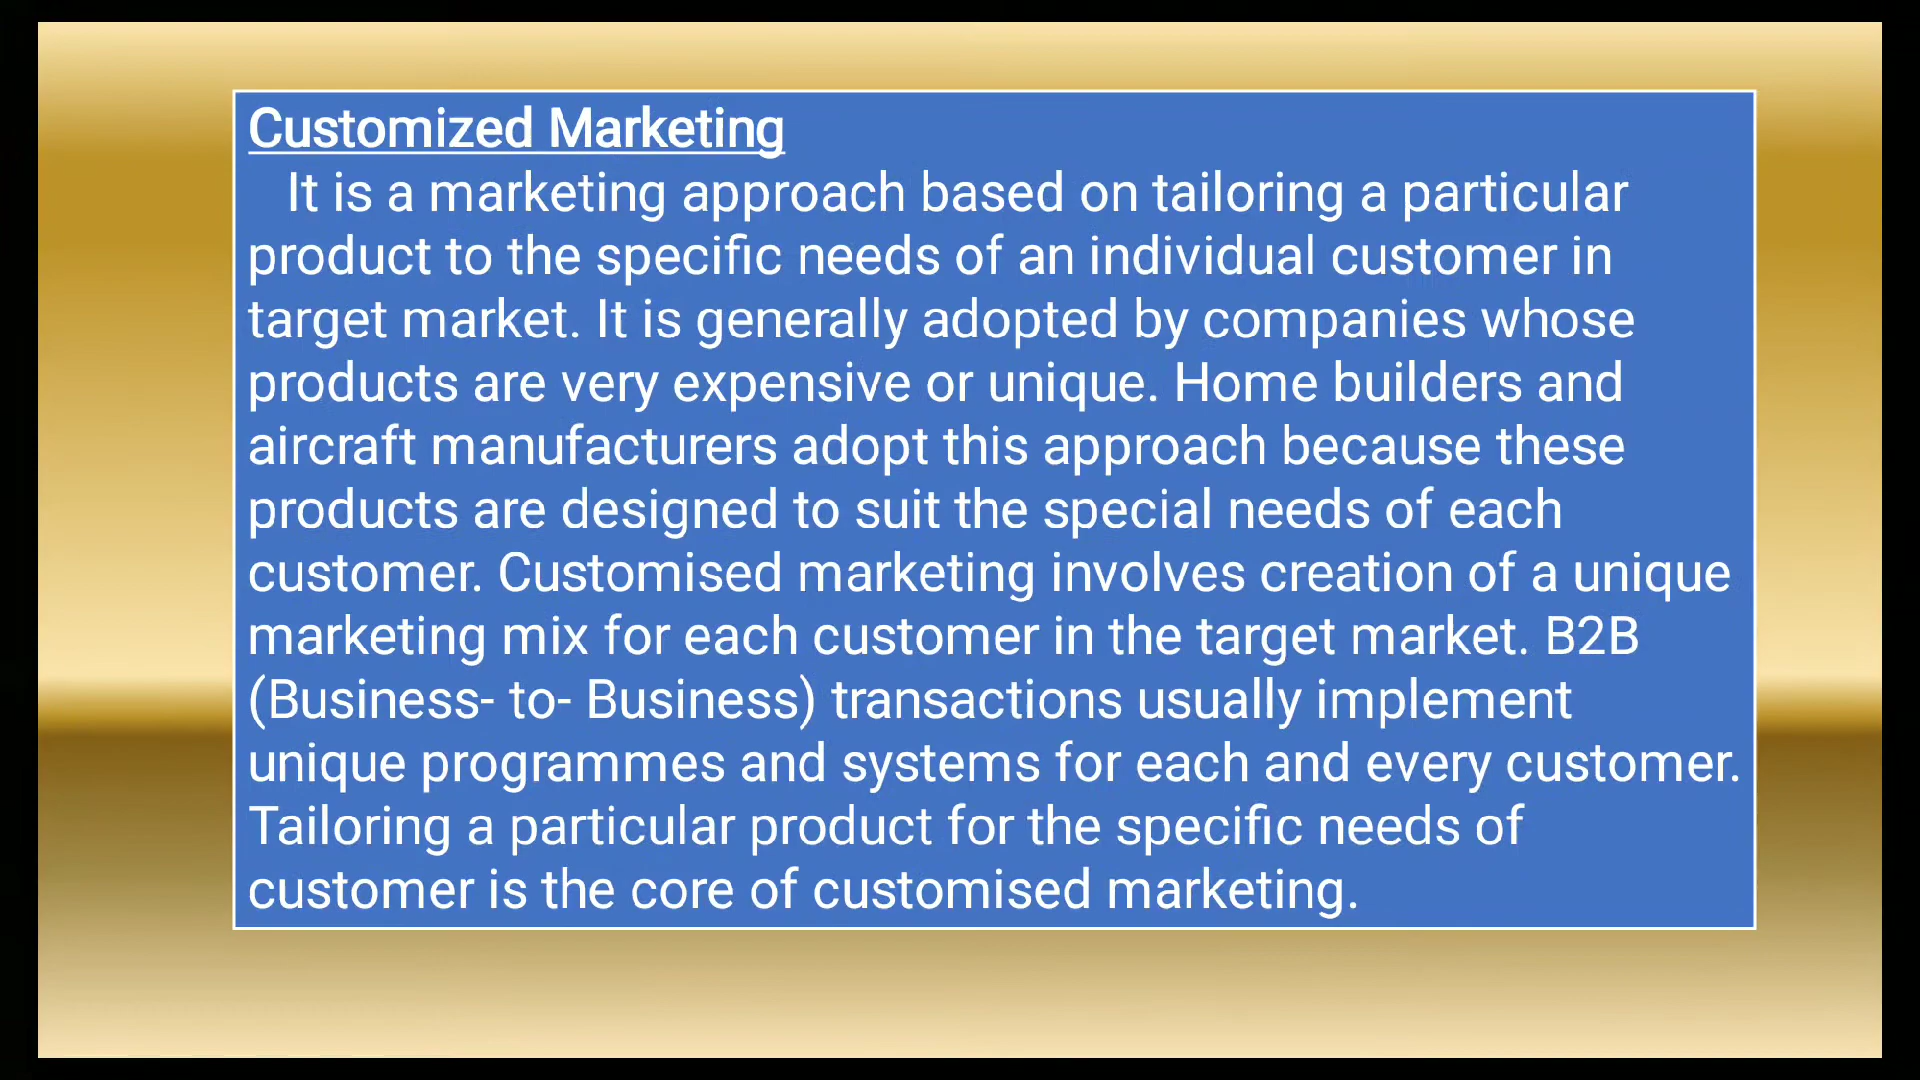 Customized Marketing
It is a marketing approach based on tailoring a particular
product to the specific needs of an individual customer in
target market. It is generally adopted by companies whose
products are very expensive or unique. Home builders and
aircraft manufacturers adopt this approach because these
products are designed to suit the special needs of each
customer. Customised marketing involves creation of a unique
marketing mix for each customer in the target market. B2B
(Business- to- Business) transactions usually implement
unique programmes and systems for each and every customer.
Tailoring a particular product for the specific needs of
customer is the core of customised marketing.